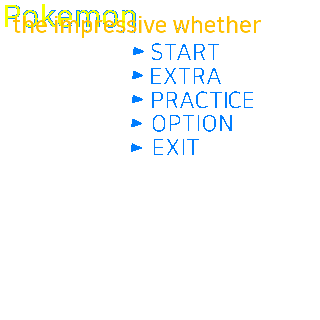 Pokemon
the impressive whether
START
EXTRA
PRACTICE
OPTION
EXIT